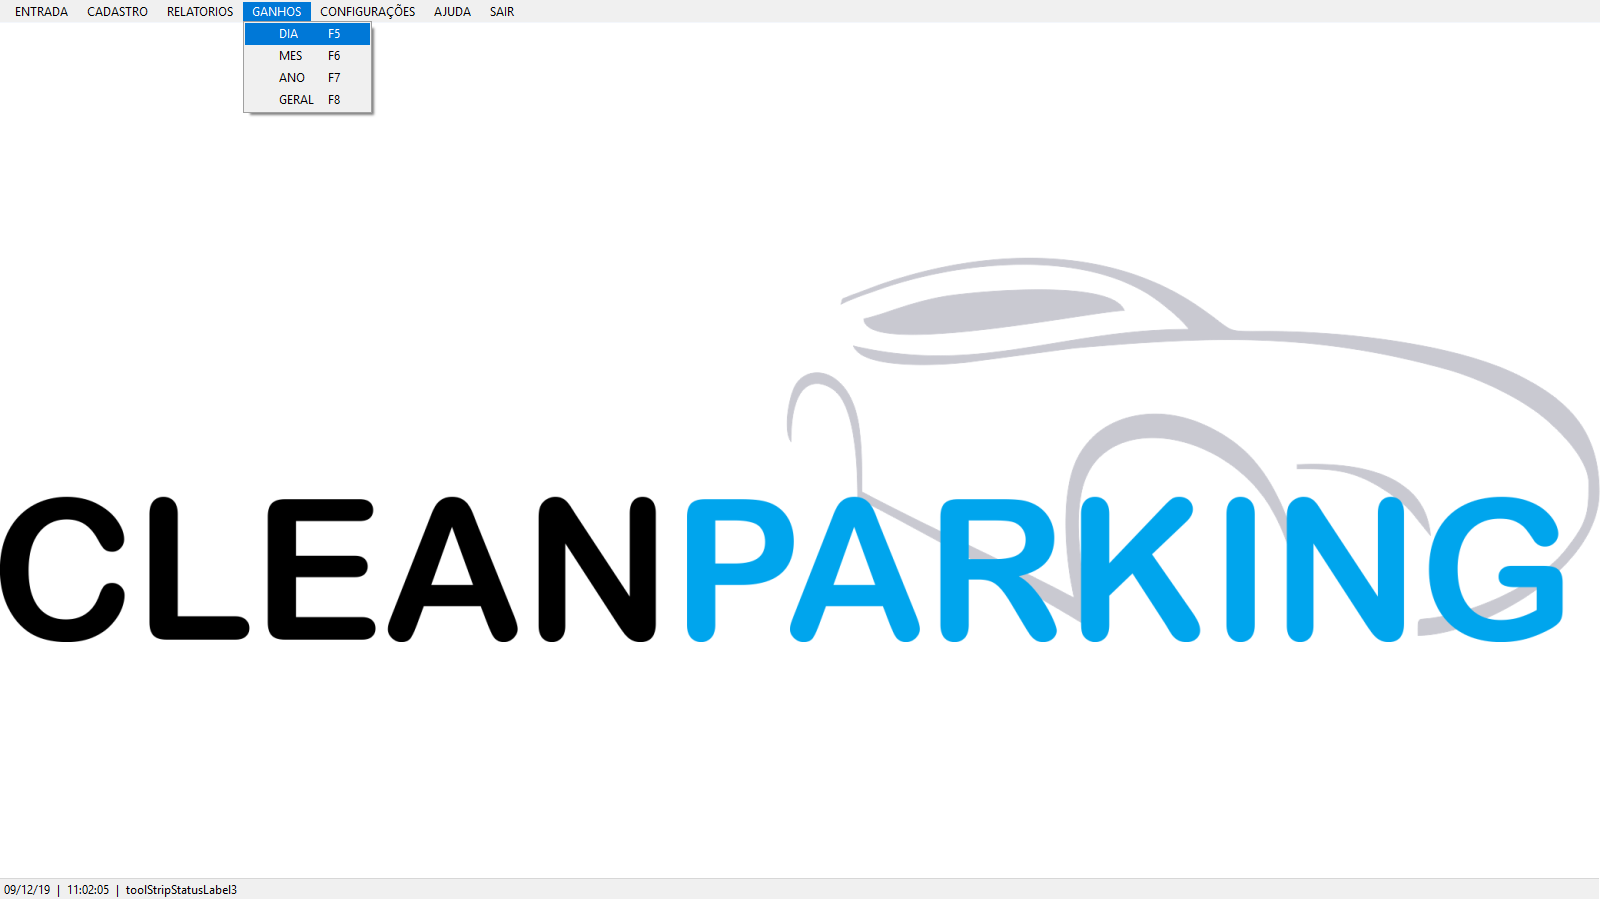 ENTRADA CADASTRO RELATORIOS GANHOS CONFIGURAÇÕES AJUDA SAIR
DIA F5
MES F6
ANO F7
GERAL F8
CLEANPARKING
09/12/19 | 11:02:05 | toolStripStatusLabel3